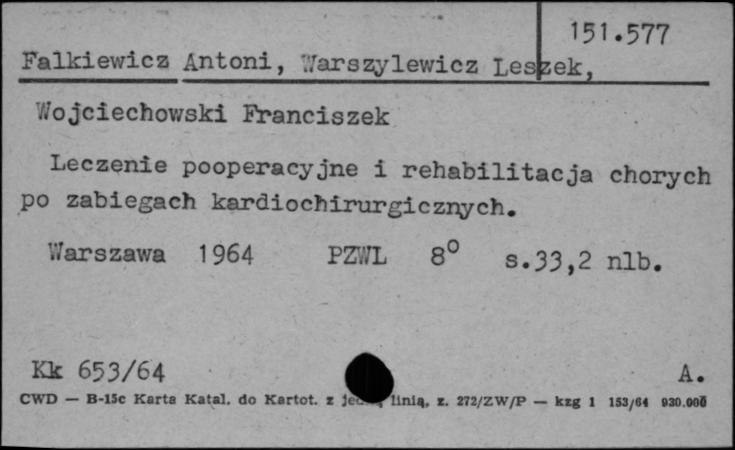 151.577
Falkiewicz Antoni, Warszylewicz Leszek,
Wojciechowski Franciszek
Leczenie pooperacyjne i rehabilitacja chorych
po zabiegach kardiochirurgicznych.
Warszawa 1964 PZWL 8° s.33,2 nlb.
Kk 653/64 A.
CWD — B-15c Karta Katal. do Kartot. z linią, z. 272/ZW/P — kzg 1 153/64 930.000